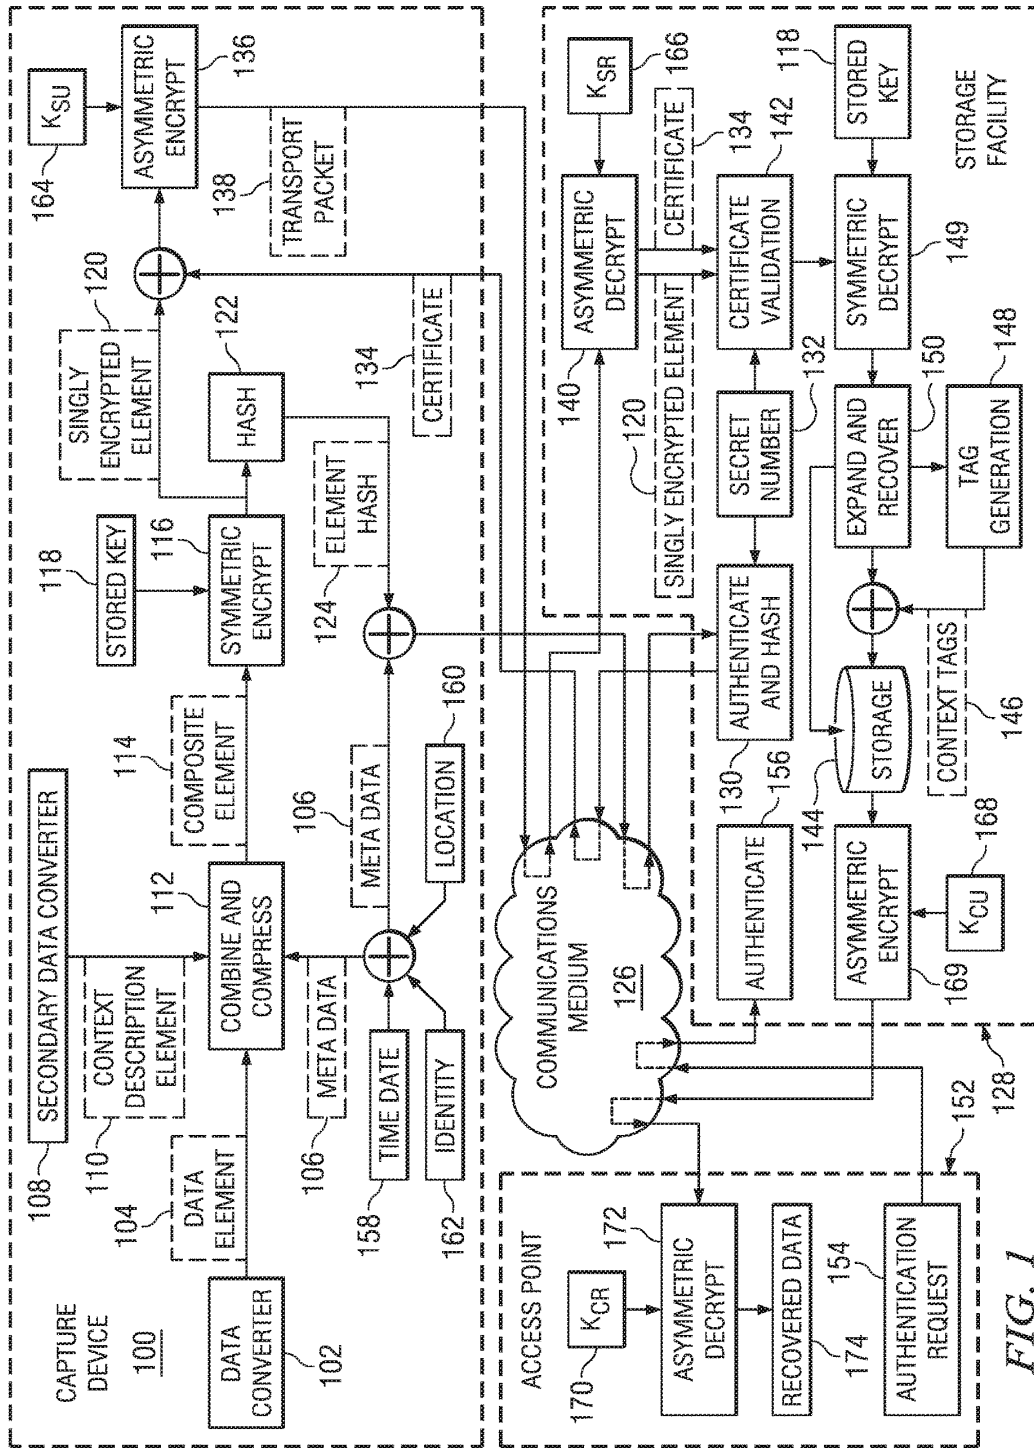 CAPTURE
DEVICE
100
DATA
CONVERTER
102
DATA
ELEMENT
104
SECONDARY DATA CONVERTER
108
CONTEXT
DESCRIPTION
ELEMENT
110
COMBINE AND
COMPRESS
112
META DATA
106
TIME DATE
158
IDENTITY
162
LOCATION
160
META DATA
106
COMPOSITE
ELEMENT
114
STORED KEY
118
SYMMETRIC
ENCRYPT
116
SINGLY
ENCRYPTED
ELEMENT
120
HASH
122
ELEMENT
HASH
124
KSU
164
ASYMMETRIC
ENCRYPT
136
TRANSPORT
PACKET
138
CERTIFICATE
134
COMMUNICATIONS
MEDIUM
126
ACCESS POINT
152
KCR
170
ASYMMETRIC
DECRYPT
172
RECOVERED DATA
174
AUTHENTICATION
REQUEST
154
STORAGE
FACILITY
128
KSR
166
ASYMMETRIC
DECRYPT
140
SINGLY ENCRYPTED ELEMENT
120
CERTIFICATE
134
CERTIFICATE
VALIDATION
142
SECRET
NUMBER
132
AUTHENTICATE
AND HASH
130
AUTHENTICATE
156
STORED
KEY
118
SYMMETRIC
DECRYPT
149
EXPAND AND
RECOVER
150
TAG
GENERATION
148
CONTEXT TAGS
146
STORAGE
144
ASYMMETRIC
ENCRYPT
169
KCU
168
FIG. 1